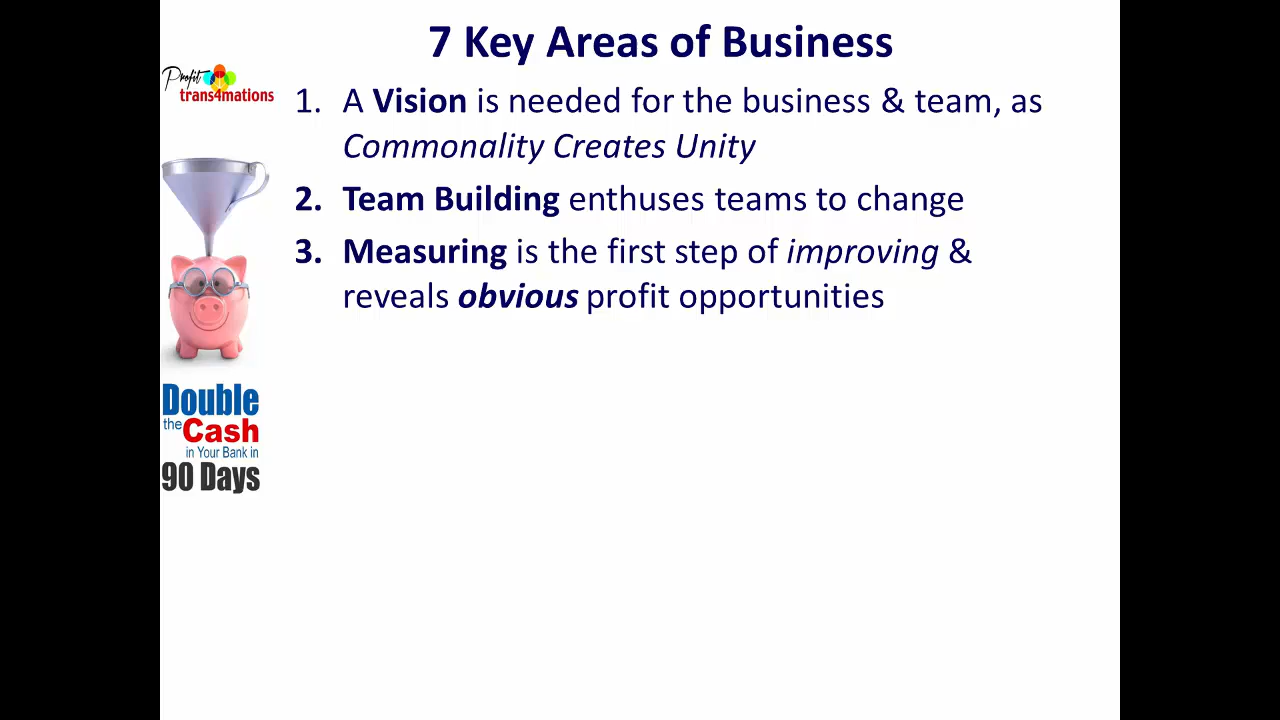 7 Key Areas of Business
Profit
trans4mations
1. A Vision is needed for the business & team, as
Commonality Creates Unity
2. Team Building enthuses teams to change
3. Measuring is the first step of improving &
reveals obvious profit opportunities
Double
the Cash
in Your Bank in
90 Days